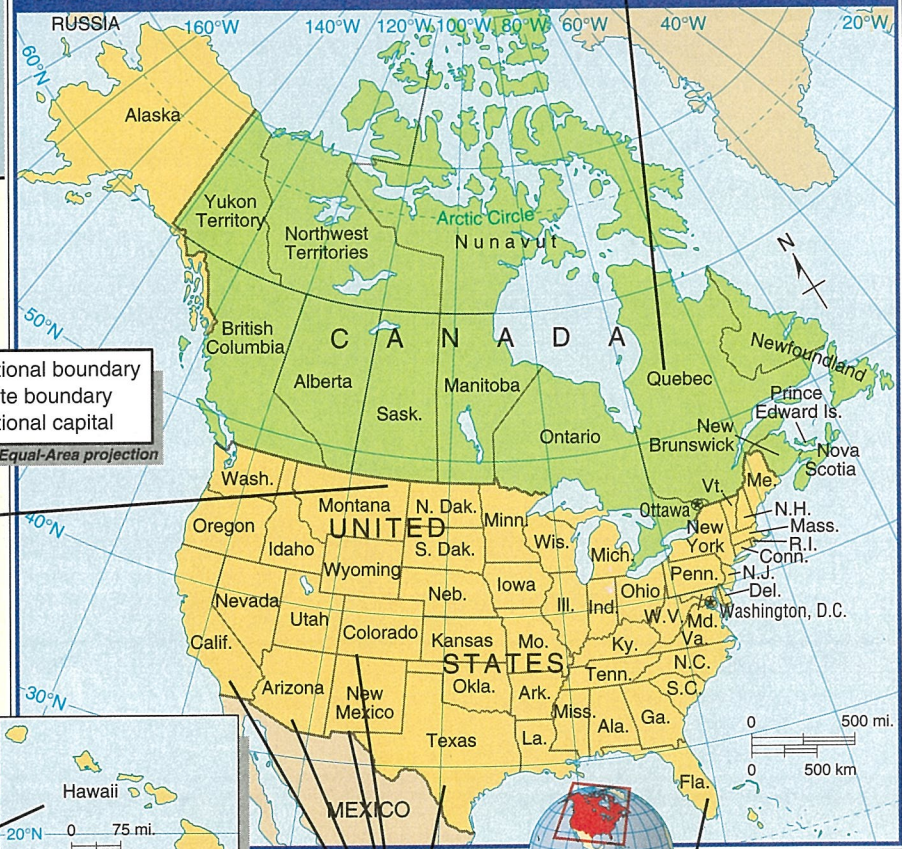 RUSSIA
160°W
140°W
120°W
100°W
80°W
60°W
40°W
20°W
60°N
Alaska
Yukon
Territory
Northwest
Territories
Arctic Circle
Nunavut
N
50°N
British
Columbia
CANADA
Alberta
Sask.
Manitoba
Ontario
Quebec
Newfoundland
Prince
Edward Is.
New
Brunswick
Nova
Scotia
tional boundary
te boundary
tional capital
Equal-Area projection
40°N
Wash.
Montana
N. Dak.
Minn.
Ottawa
Vt.
Me.
N.H.
Mass.
R.I.
Conn.
New
York
UNITED
Oregon
Idaho
S. Dak.
Wis.
Mich.
Wyoming
Penn.
N.J.
Del.
Washington, D.C.
Nevada
Neb.
Iowa
Ill.
Ind.
Ohio
W.V.
Md.
Va.
Utah
Colorado
Kansas
Mo.
Ky.
Calif.
STATES
Tenn.
N.C.
S.C.
30°N
Arizona
New
Mexico
Okla.
Ark.
Miss.
Ala.
Ga.
Texas
La.
Fla.
0 500 mi.
0 500 km
MEXICO
Hawaii
20°N
0 75 mi.